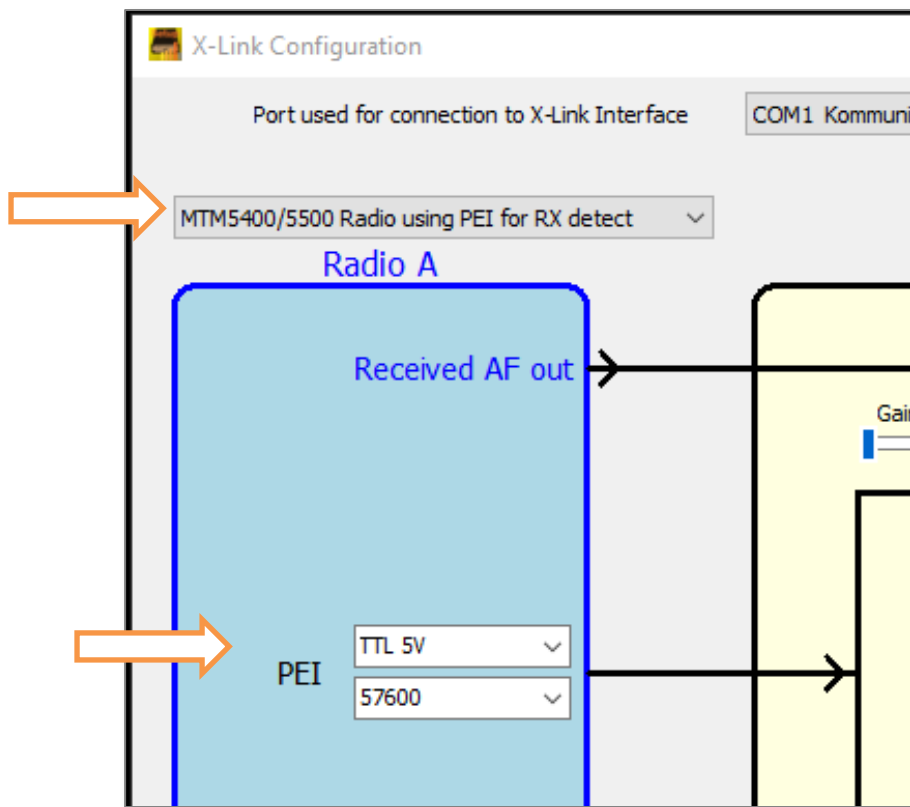 X-Link Configuration
Port used for connection to X-Link Interface
COM1 Kommuni
MTM5400/5500 Radio using PEI for RX detect
Radio A
Received AF out
Gai
PEI
TTL 5V
57600